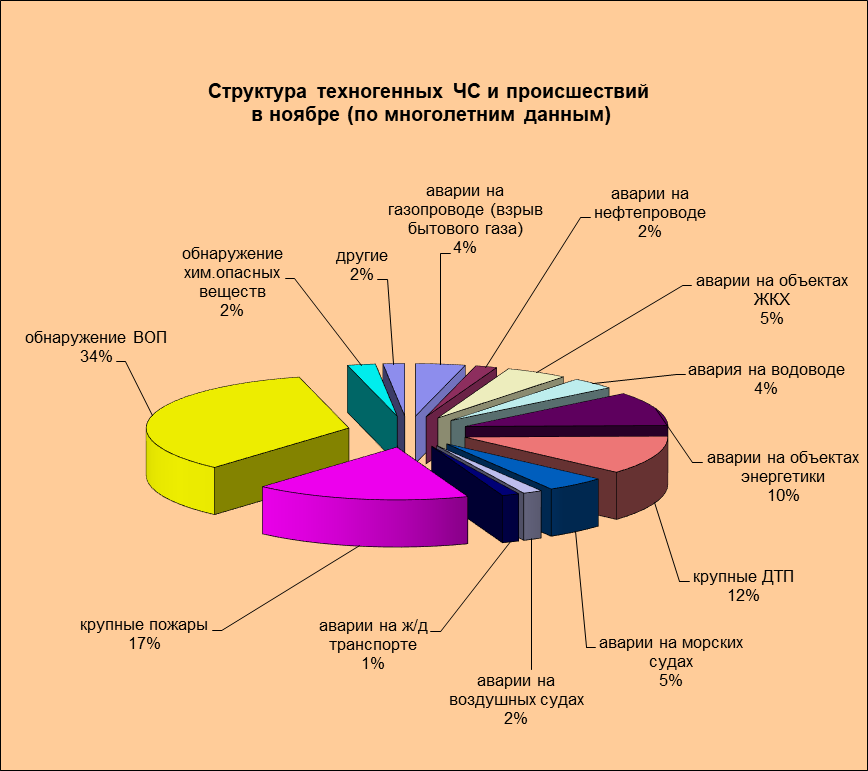 Структура техногенных ЧС и происшествий
в ноябре (по многолетним данным)
аварии на
газопроводе (взрыв
бытового газа)
4%
аварии на
нефтепроводе
2%
аварии на объектах
ЖКХ
5%
авария на водоводе
4%
аварии на объектах
энергетики
10%
крупные ДТП
12%
аварии на морских
судах
5%
аварии на
воздушных судах
2%
аварии на ж/д
транспорте
1%
крупные пожары
17%
обнаружение ВОП
34%
обнаружение
хим.опасных
веществ
2%
другие
2%